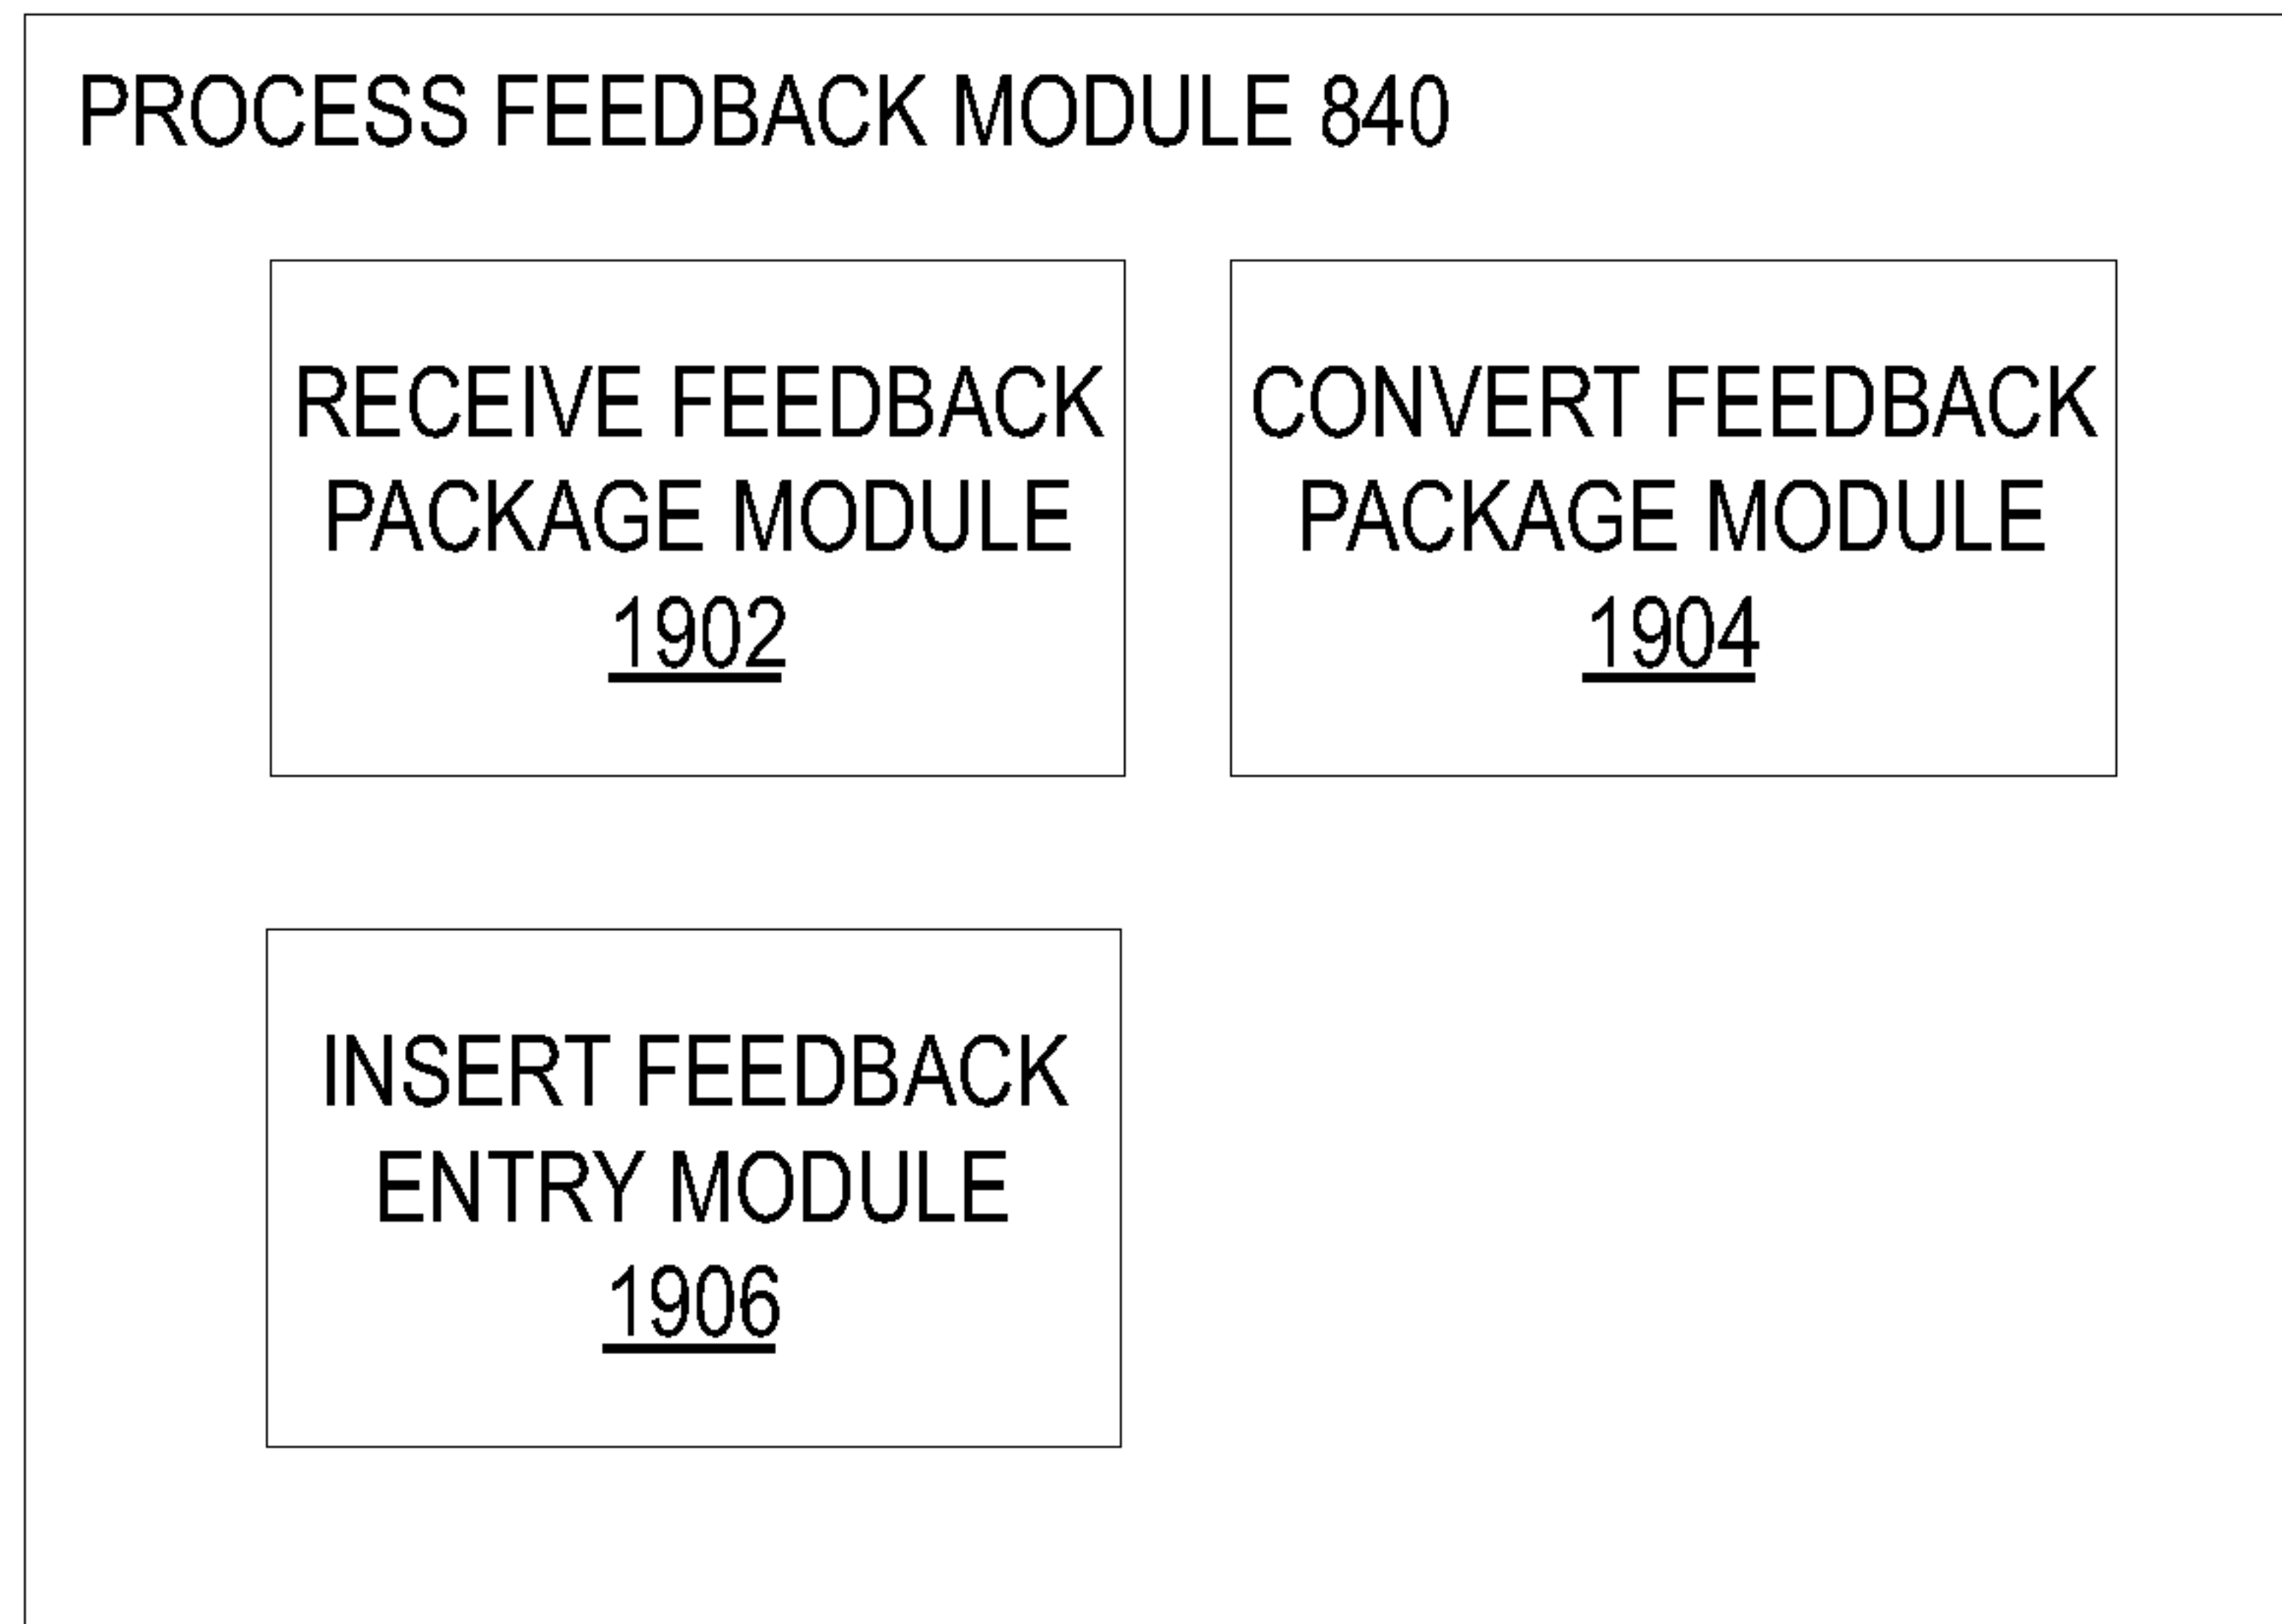 PROCESS FEEDBACK MODULE 840
RECEIVE FEEDBACK
PACKAGE MODULE
1902
CONVERT FEEDBACK
PACKAGE MODULE
1904
INSERT FEEDBACK
ENTRY MODULE
1906